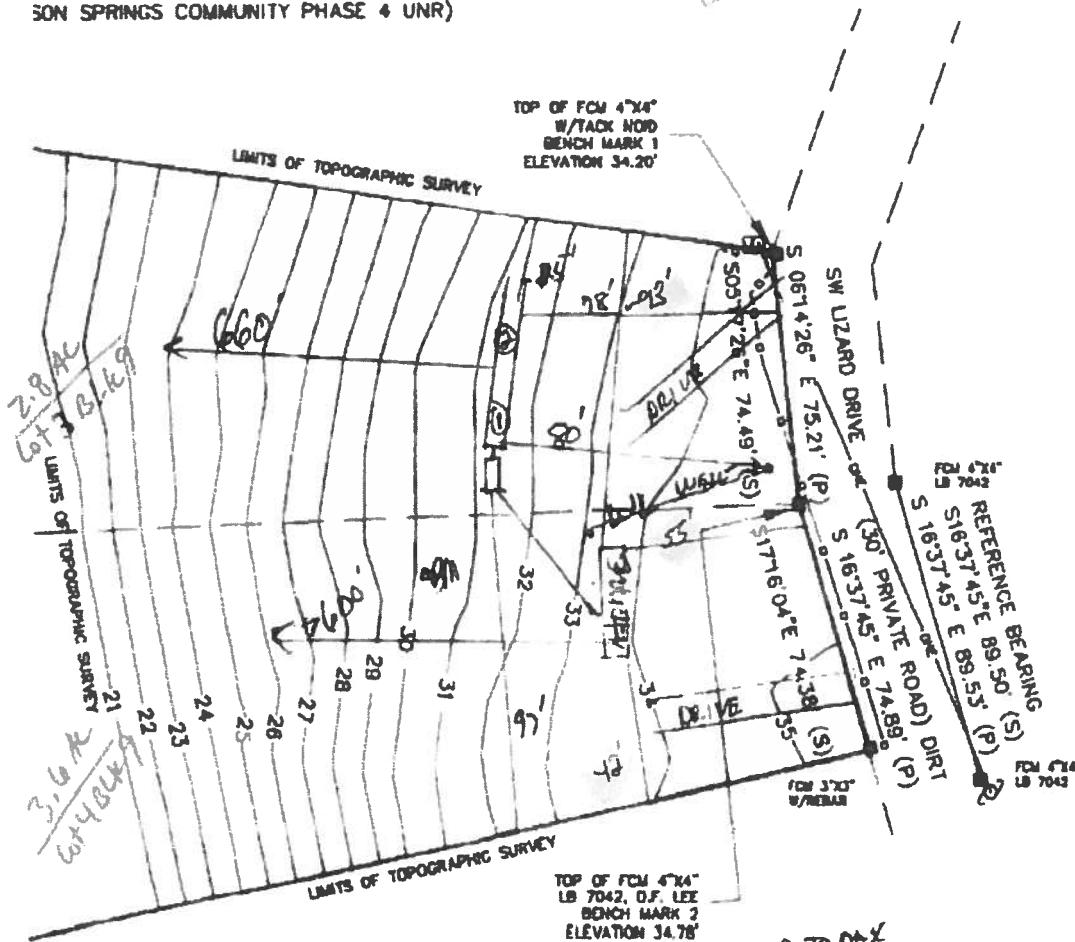 SON SPRINGS COMMUNITY PHASE 4 UNR)
TOP OF FCM 4"X4"
W/TACK NOID
BENCH MARK 1
ELEVATION 34.20'
LIMITS OF TOPOGRAPHIC SURVEY
78'
93'
660'
DRIVE
S 06°14'26" E 75.21' (P)
SW LIZARD DRIVE
(30' PRIVATE ROAD) DIRT
OHE
OHE
2.8 AC
Lot 3 Blk 9
LIMITS OF TOPOGRAPHIC SURVEY
2
1
80'
WELL
55
FCM 4"X4"
LB 7042
REFERENCE BEARING
S16°37'45"E 89.50' (S)
S 16°37'45" E 89.53' (P)
S17°16'04"E 74.38' (S)
S 16°37'45" E 74.89' (P)
600'
32
33
34
35
31
30
29
28
27
26
25
24
23
22
21
97'
DRIVE
3.6 AC
Lot 4 Blk 9
FCM 3"X3"
W/REBAR
FCM 4"X4"
LB 7042
LIMITS OF TOPOGRAPHIC SURVEY
TOP OF FCM 4"X4"
LB 7042, D.F. LEE
BENCH MARK 2
ELEVATION 34.78'